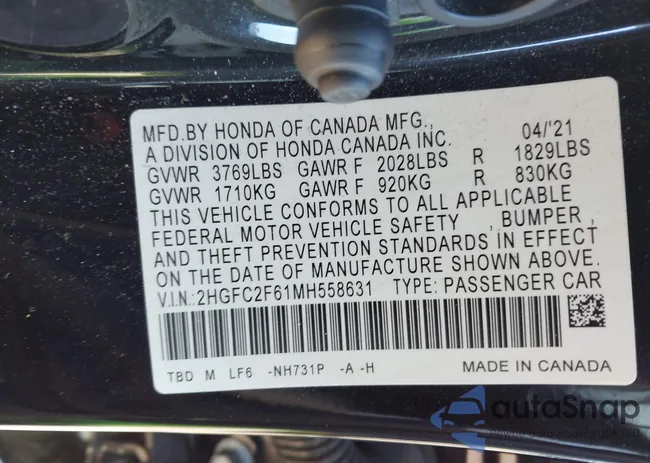 MFD.BY HONDA OF CANADA MFG., 04/'21
A DIVISION OF HONDA CANADA INC.
GVWR 3769LBS GAWR F 2028LBS R 1829LBS
GVWR 1710KG GAWR F 920KG R 830KG
THIS VEHICLE CONFORMS TO ALL APPLICABLE
FEDERAL MOTOR VEHICLE SAFETY , BUMPER ,
AND THEFT PREVENTION STANDARDS IN EFFECT
ON THE DATE OF MANUFACTURE SHOWN ABOVE.
V.I.N.:2HGFC2F61MH558631 TYPE: PASSENGER CAR
TBD M LF6 -NH731P -A -H MADE IN CANADA
autoSnap